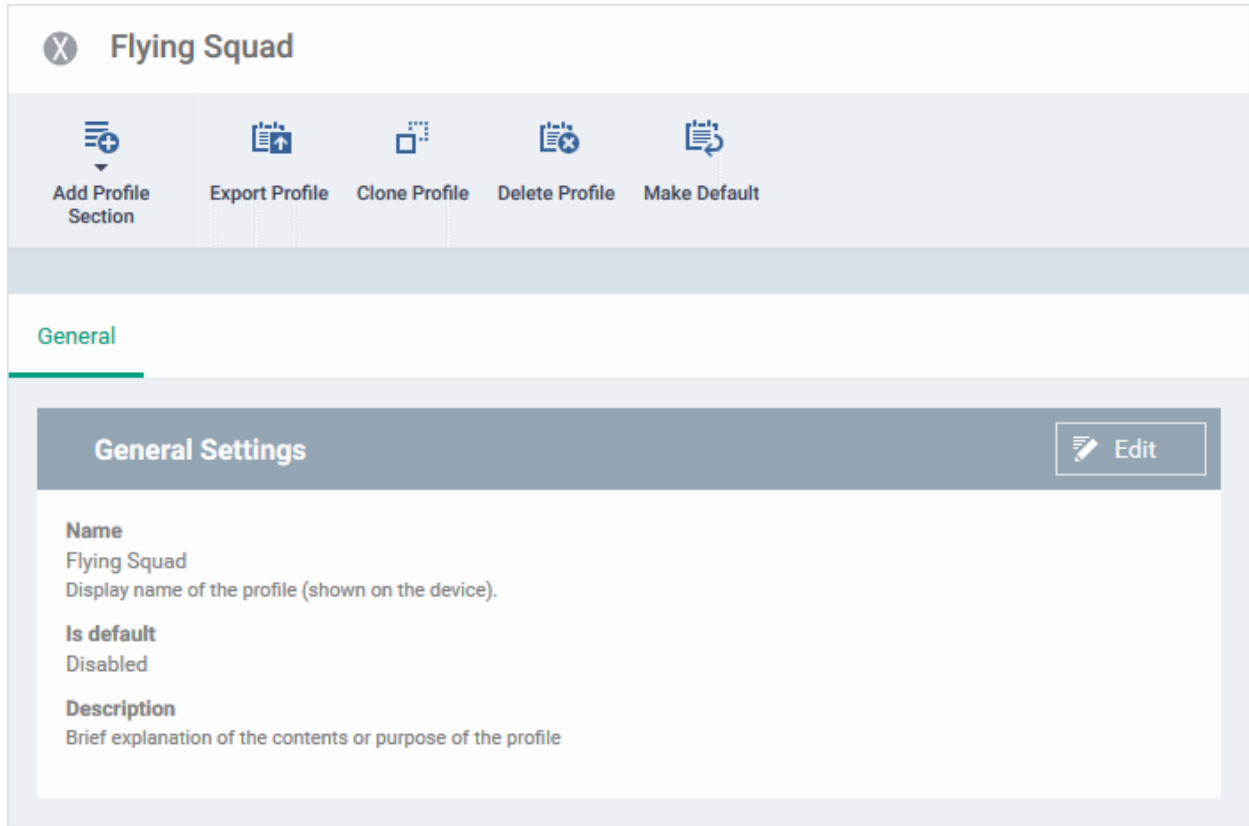 X Flying Squad
Add Profile
Section
Export Profile
Clone Profile
Delete Profile
Make Default
General
General Settings
Edit
Name
Flying Squad
Display name of the profile (shown on the device).
Is default
Disabled
Description
Brief explanation of the contents or purpose of the profile